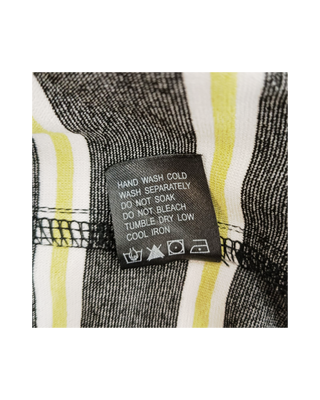 HAND WASH COLD
WASH SEPARATELY
DO NOT SOAK
DO NOT BLEACH
TUMBLE DRY LOW
COOL IRON